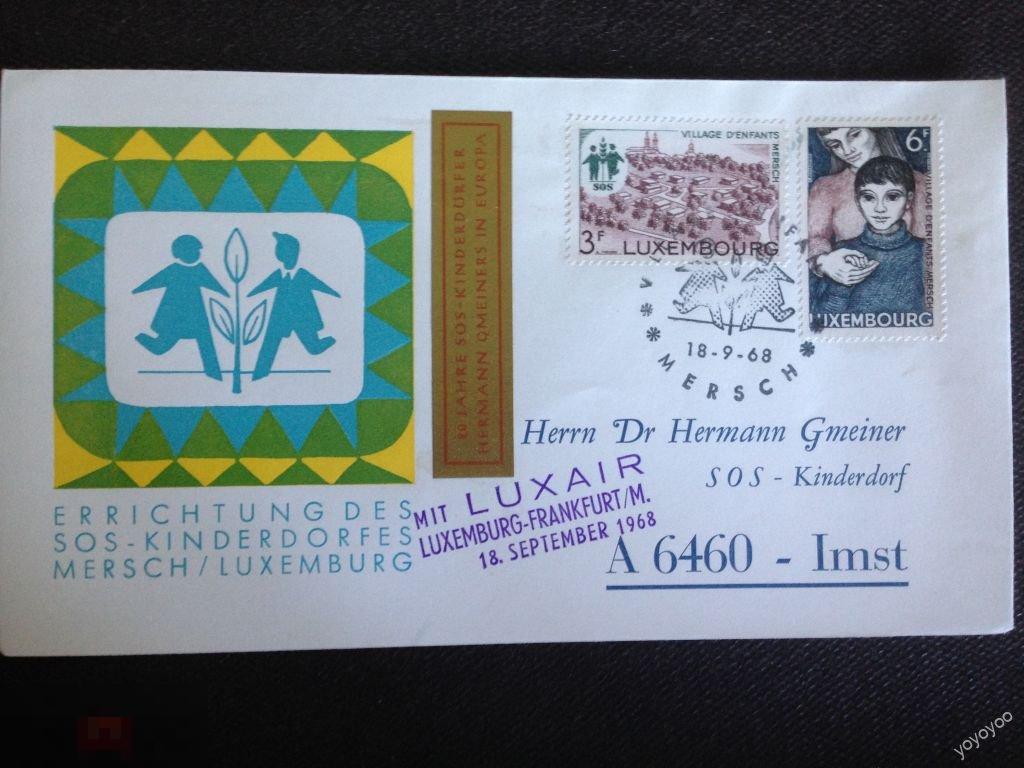 20 JAHRE SOS-KINDERDÖRFER
HERMANN GMEINERS IN EUROPA
VILLAGE D'ENFANTS
MERSCH
SOS
3F
LUXEMBOURG
6F
VILLAGE D'ENFANTS MERSCH
LUXEMBOURG
18-9-68
MERSCH
Herrn Dr Hermann Gmeiner
SOS - Kinderdorf
A 6460 - Imst
MIT LUXAIR
LUXEMBURG-FRANKFURT/M.
18. SEPTEMBER 1968
ERRICHTUNG DES
SOS-KINDERDORFES
MERSCH/LUXEMBURG
yoyoyoo